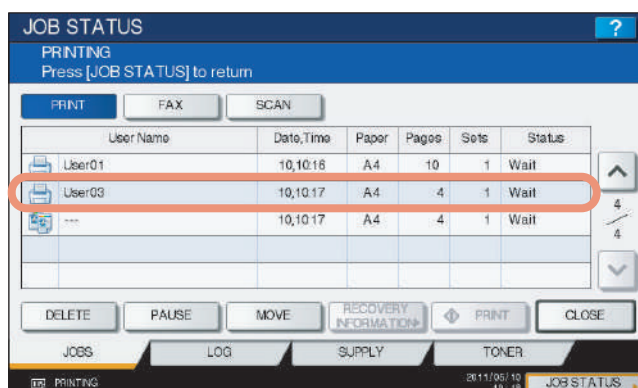 JOB STATUS ?
PRINTING
Press [JOB STATUS] to return
PRINT FAX SCAN
User Name Date,Time Paper Pages Sets Status
User01 10,10:16 A4 10 1 Wait
User03 10,10:17 A4 4 1 Wait
--- 10,10:17 A4 4 1 Wait
4
4
DELETE PAUSE MOVE RECOVERY INFORMATION PRINT CLOSE
JOBS LOG SUPPLY TONER
PRINTING 2011/05/10 JOB STATUS